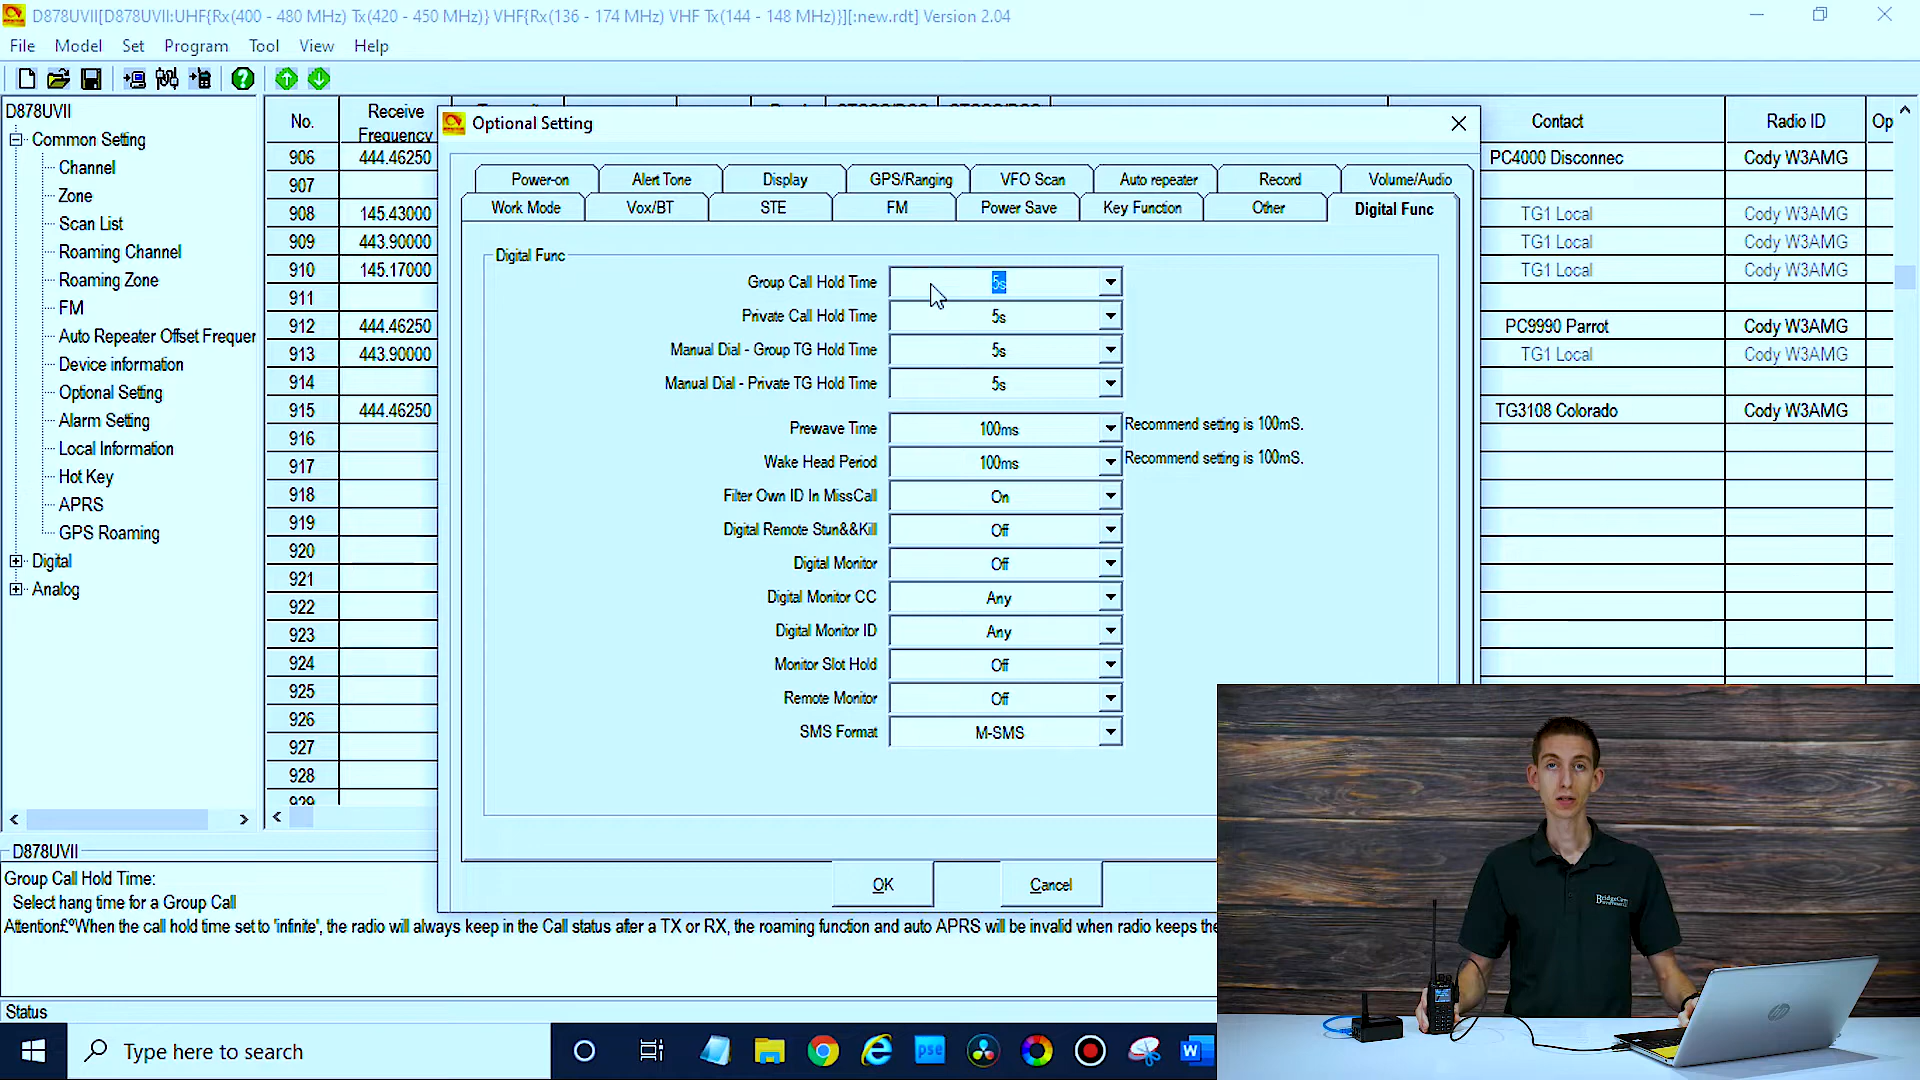 D878UVII[D878UVII:UHF{Rx(400 - 480 MHz) Tx(420 - 450 MHz)} VHF{Rx(136 - 174 MHz) VHF Tx(144 - 148 MHz)}][:new.rdt] Version 2.04
File Model Set Program Tool View Help
D878UVII
Common Setting
Channel
Zone
Scan List
Roaming Channel
Roaming Zone
FM
Auto Repeater Offset Frequer
Device information
Optional Setting
Alarm Setting
Local Information
Hot Key
APRS
GPS Roaming
Digital
Analog
No. Receive Frequency
906 444.46250
907
908 145.43000
909 443.90000
910 145.17000
911
912 444.46250
913 443.90000
914
915 444.46250
916
917
918
919
920
921
922
923
924
925
926
927
928
929
Optional Setting
Power-on Alert Tone Display GPS/Ranging VFO Scan Auto repeater Record Volume/Audio
Work Mode Vox/BT STE FM Power Save Key Function Other Digital Func
Digital Func
Group Call Hold Time 5s
Private Call Hold Time 5s
Manual Dial - Group TG Hold Time 5s
Manual Dial - Private TG Hold Time 5s
Prewave Time 100ms Recommend setting is 100mS.
Wake Head Period 100ms Recommend setting is 100mS.
Filter Own ID In MissCall On
Digital Remote Stun&&Kill Off
Digital Monitor Off
Digital Monitor CC Any
Digital Monitor ID Any
Monitor Slot Hold Off
Remote Monitor Off
SMS Format M-SMS
OK Cancel
Contact Radio ID Op
PC4000 Disconnec Cody W3AMG
TG1 Local Cody W3AMG
TG1 Local Cody W3AMG
TG1 Local Cody W3AMG
PC9990 Parrot Cody W3AMG
TG1 Local Cody W3AMG
TG3108 Colorado Cody W3AMG
D878UVII
Group Call Hold Time:
Select hang time for a Group Call
Attention£ºWhen the call hold time set to 'infinite', the radio will always keep in the Call status after a TX or RX, the roaming function and auto APRS will be invalid when radio keeps the
Status
Type here to search
pse
W
hp